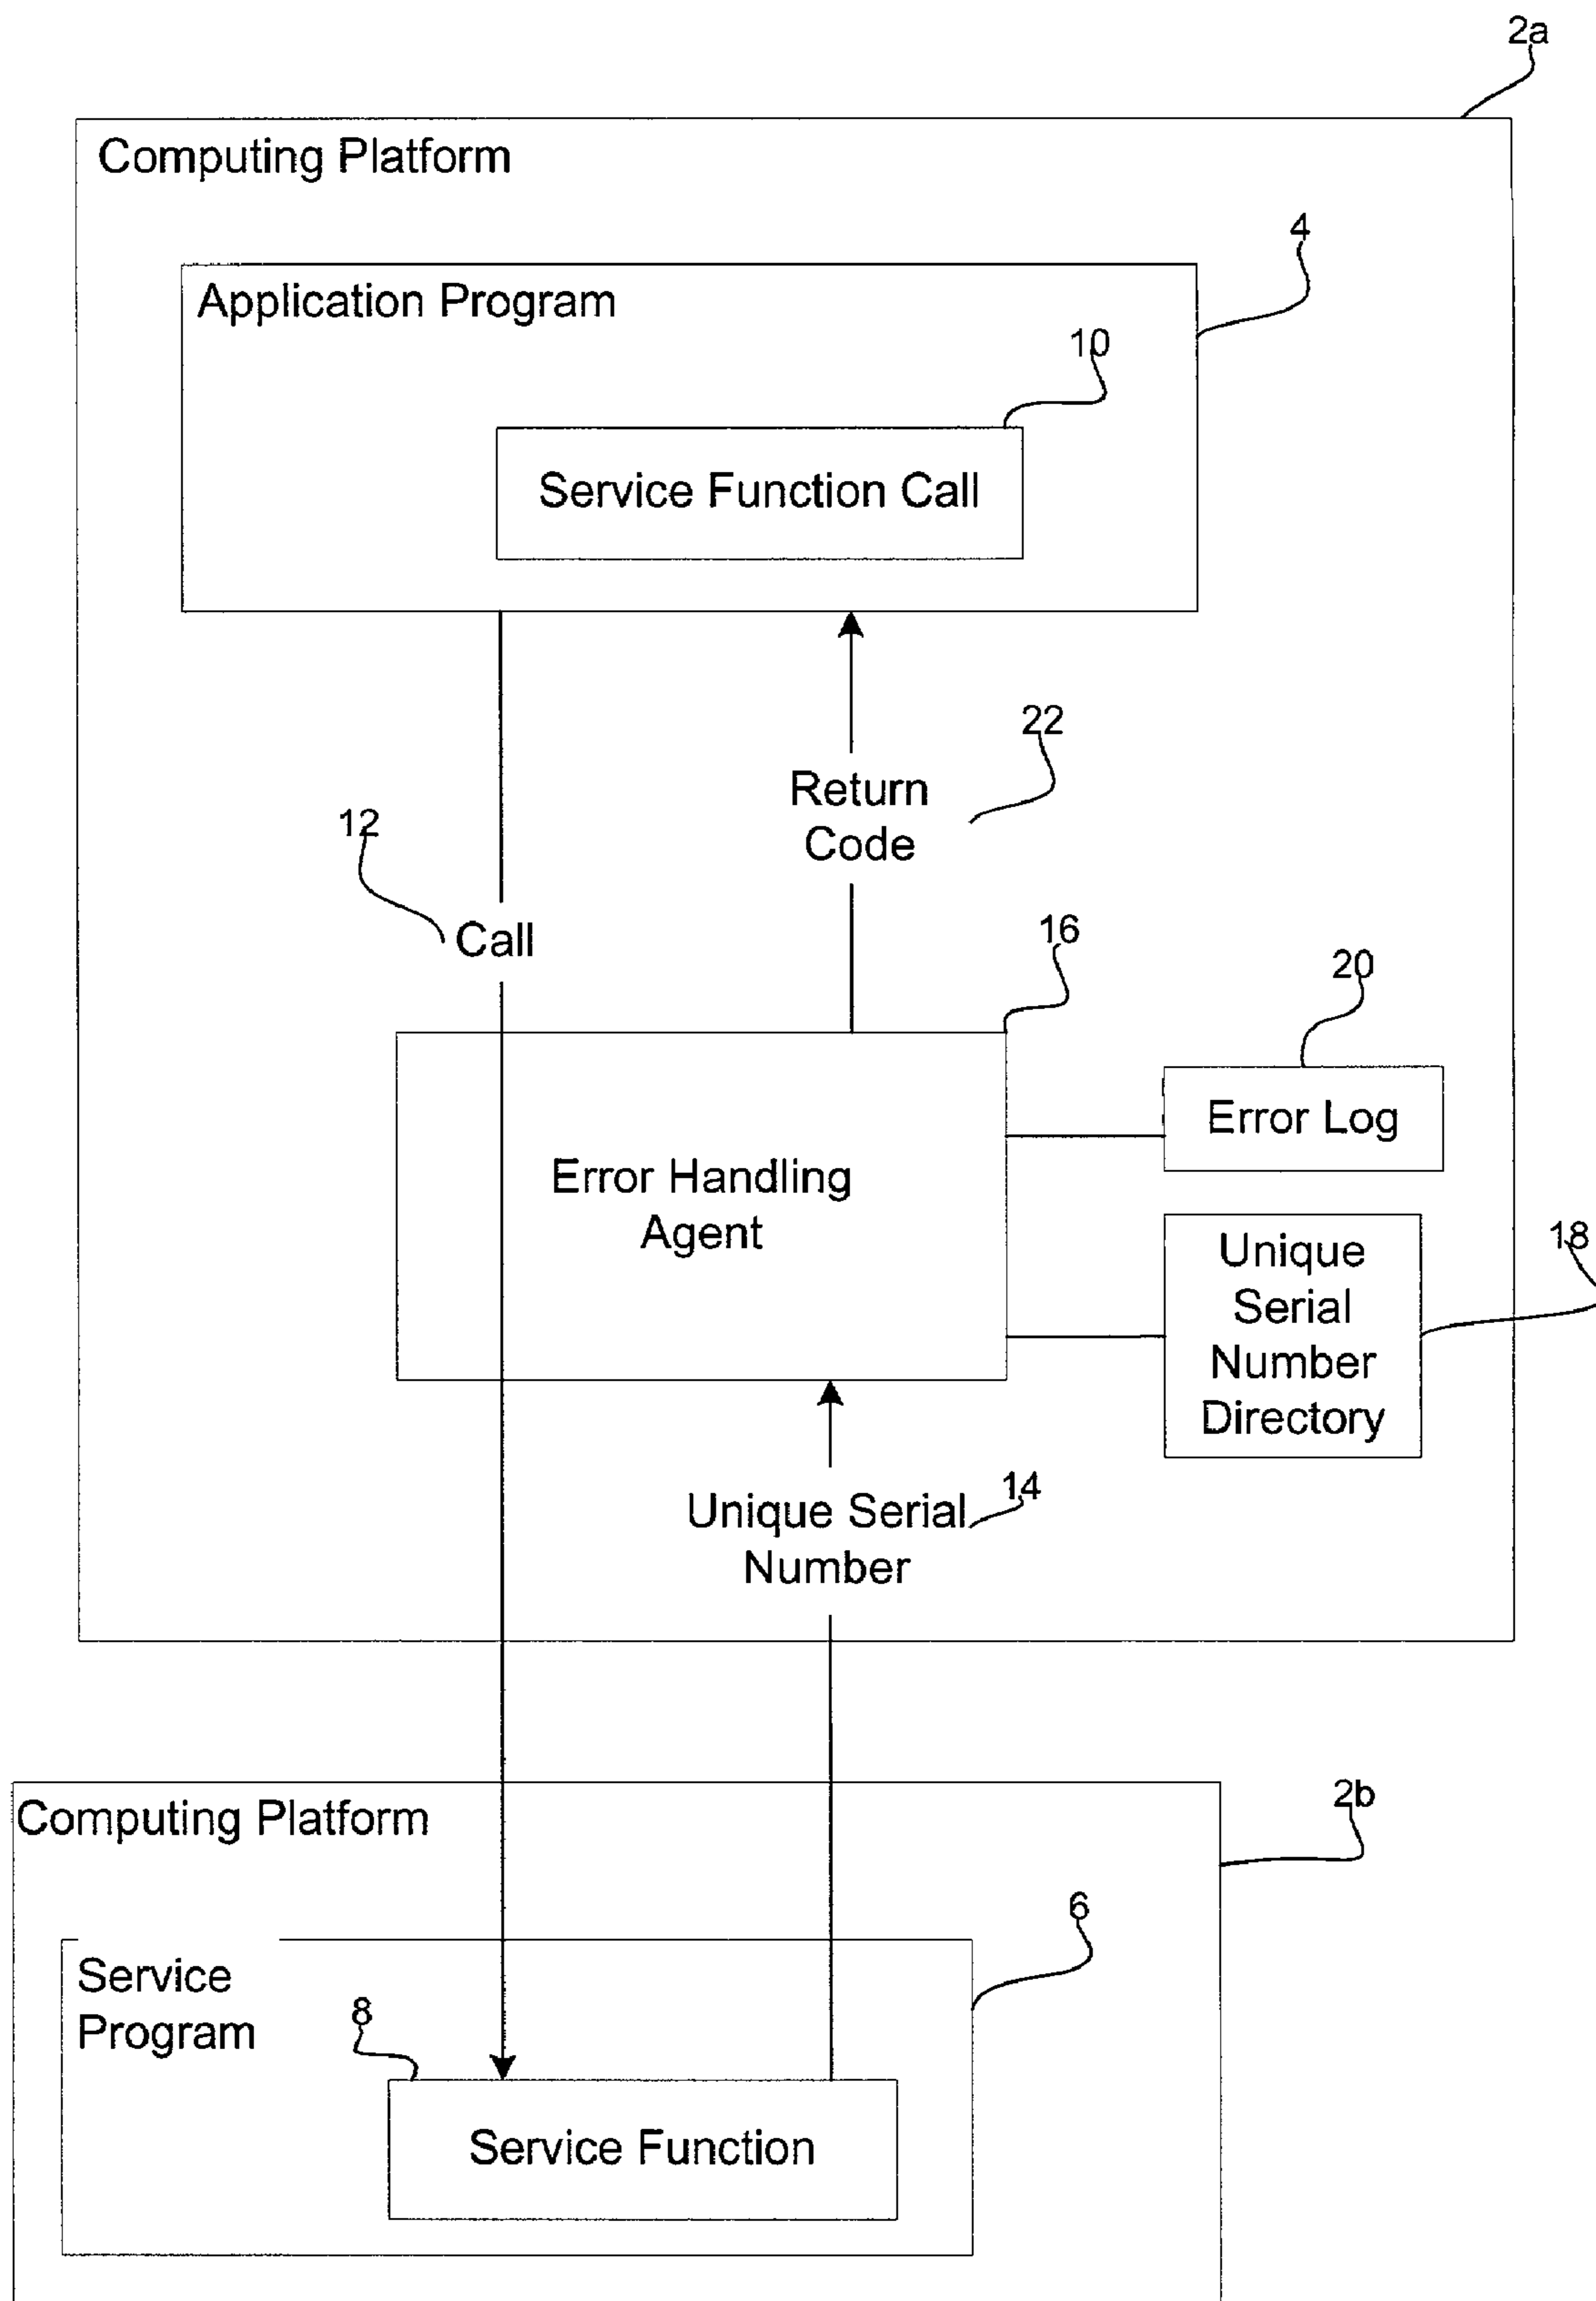 2a
Computing Platform
4
Application Program
10
Service Function Call
22
Return
Code
12
Call
16
20
Error Log
Error Handling
Agent
18
Unique
Serial
Number
Directory
14
Unique Serial
Number
2b
Computing Platform
6
Service
Program
8
Service Function